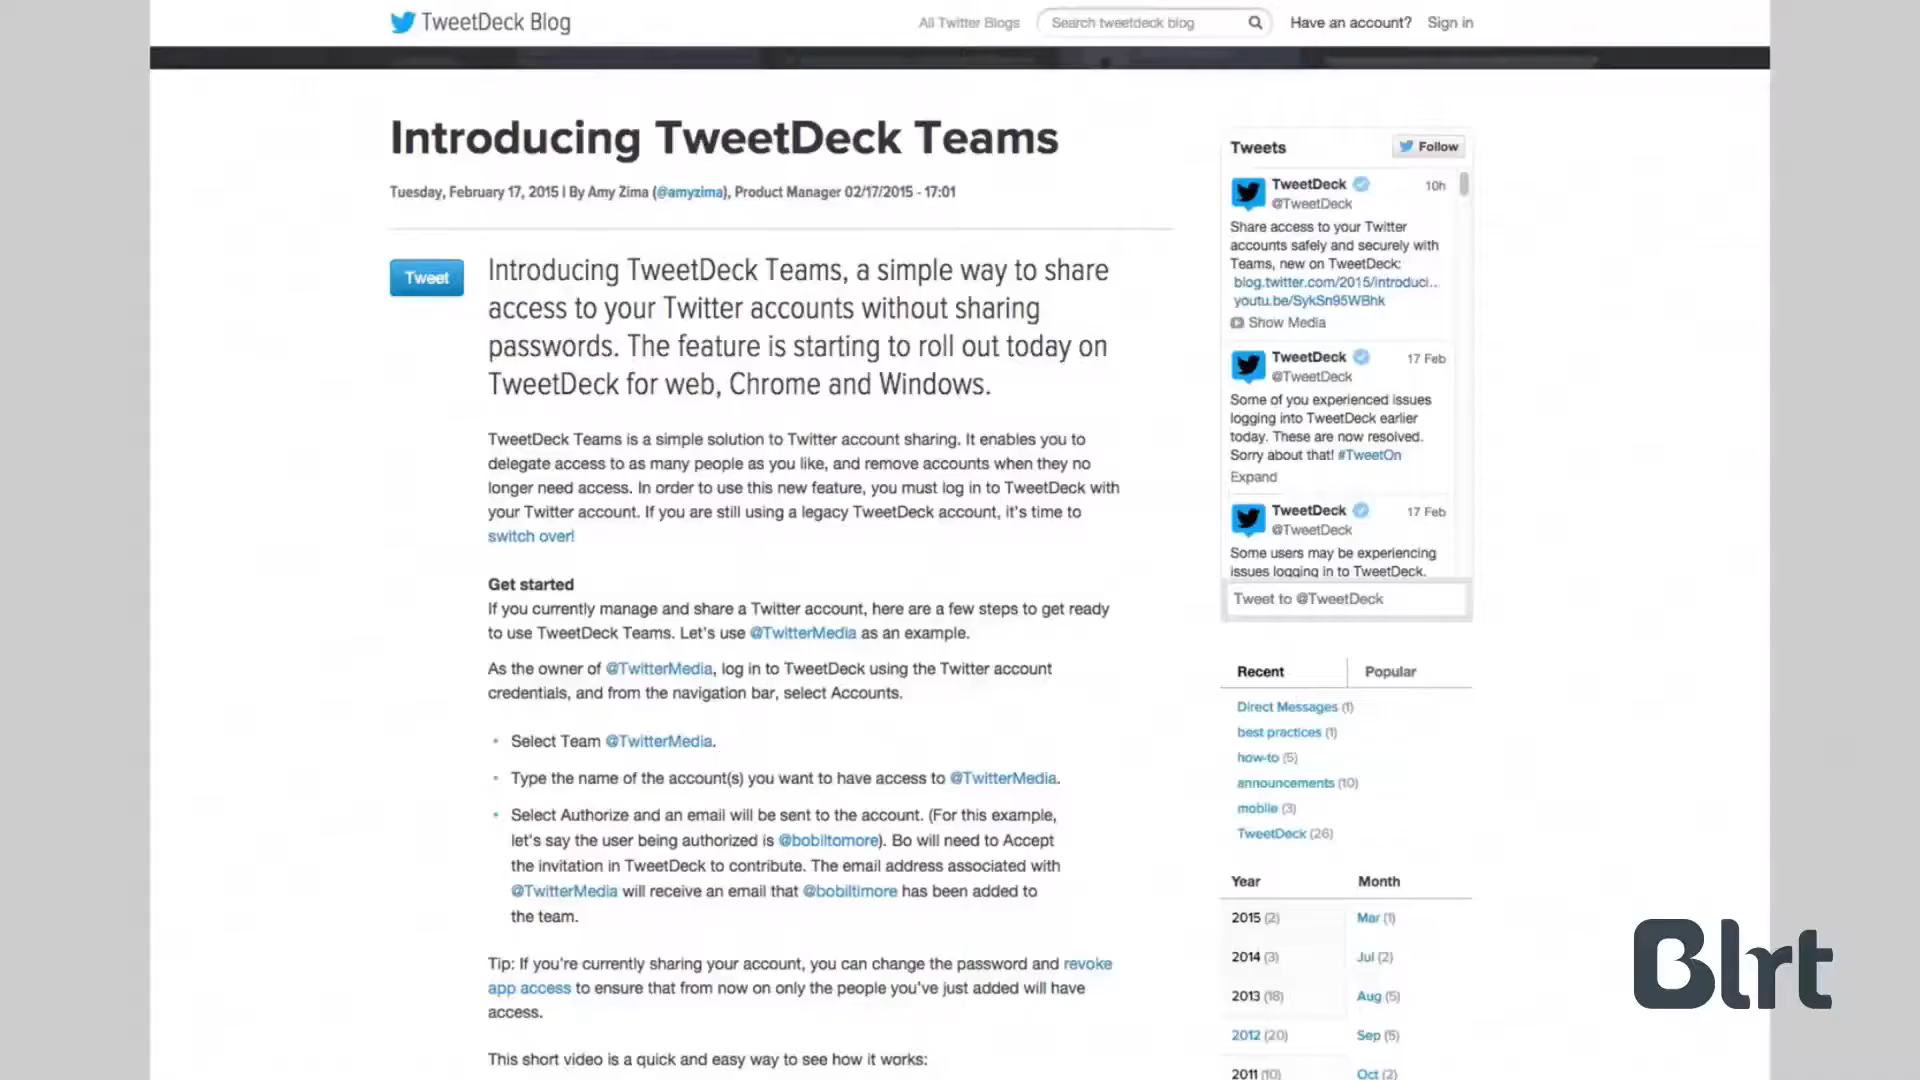 TweetDeck Blog
All Twitter Blogs
Search tweetdeck blog
Have an account? Sign in
Introducing TweetDeck Teams
Tuesday, February 17, 2015 | By Amy Zima (@amyzima), Product Manager 02/17/2015 - 17:01
Tweet
Introducing TweetDeck Teams, a simple way to share
access to your Twitter accounts without sharing
passwords. The feature is starting to roll out today on
TweetDeck for web, Chrome and Windows.
TweetDeck Teams is a simple solution to Twitter account sharing. It enables you to
delegate access to as many people as you like, and remove accounts when they no
longer need access. In order to use this new feature, you must log in to TweetDeck with
your Twitter account. If you are still using a legacy TweetDeck account, it's time to
switch over!
Get started
If you currently manage and share a Twitter account, here are a few steps to get ready
to use TweetDeck Teams. Let's use @TwitterMedia as an example.
As the owner of @TwitterMedia, log in to TweetDeck using the Twitter account
credentials, and from the navigation bar, select Accounts.
• Select Team @TwitterMedia.
• Type the name of the account(s) you want to have access to @TwitterMedia.
• Select Authorize and an email will be sent to the account. (For this example,
let's say the user being authorized is @bobiltomore). Bo will need to Accept
the invitation in TweetDeck to contribute. The email address associated with
@TwitterMedia will receive an email that @bobiltimore has been added to
the team.
Tip: If you're currently sharing your account, you can change the password and revoke
app access to ensure that from now on only the people you've just added will have
access.
This short video is a quick and easy way to see how it works:
Tweets
Follow
TweetDeck 10h
@TweetDeck
Share access to your Twitter
accounts safely and securely with
Teams, new on TweetDeck:
blog.twitter.com/2015/introduci...
youtu.be/SykSn95WBhk
Show Media
TweetDeck 17 Feb
@TweetDeck
Some of you experienced issues
logging into TweetDeck earlier
today. These are now resolved.
Sorry about that! #TweetOn
Expand
TweetDeck 17 Feb
@TweetDeck
Some users may be experiencing
issues logging in to TweetDeck.
Tweet to @TweetDeck
Recent Popular
Direct Messages (1)
best practices (1)
how-to (5)
announcements (10)
mobile (3)
TweetDeck (26)
Year Month
2015 (2) Mar (1)
2014 (3) Jul (2)
2013 (18) Aug (5)
2012 (20) Sep (5)
2011 (10) Oct (2)
Blrt